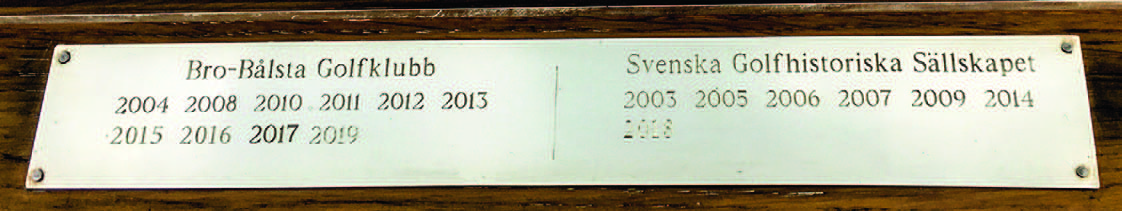 Bro-Bålsta Golfklubb
2004 2008 2010 2011 2012 2013
2015 2016 2017 2019
Svenska Golfhistoriska Sällskapet
2003 2005 2006 2007 2009 2014
2018